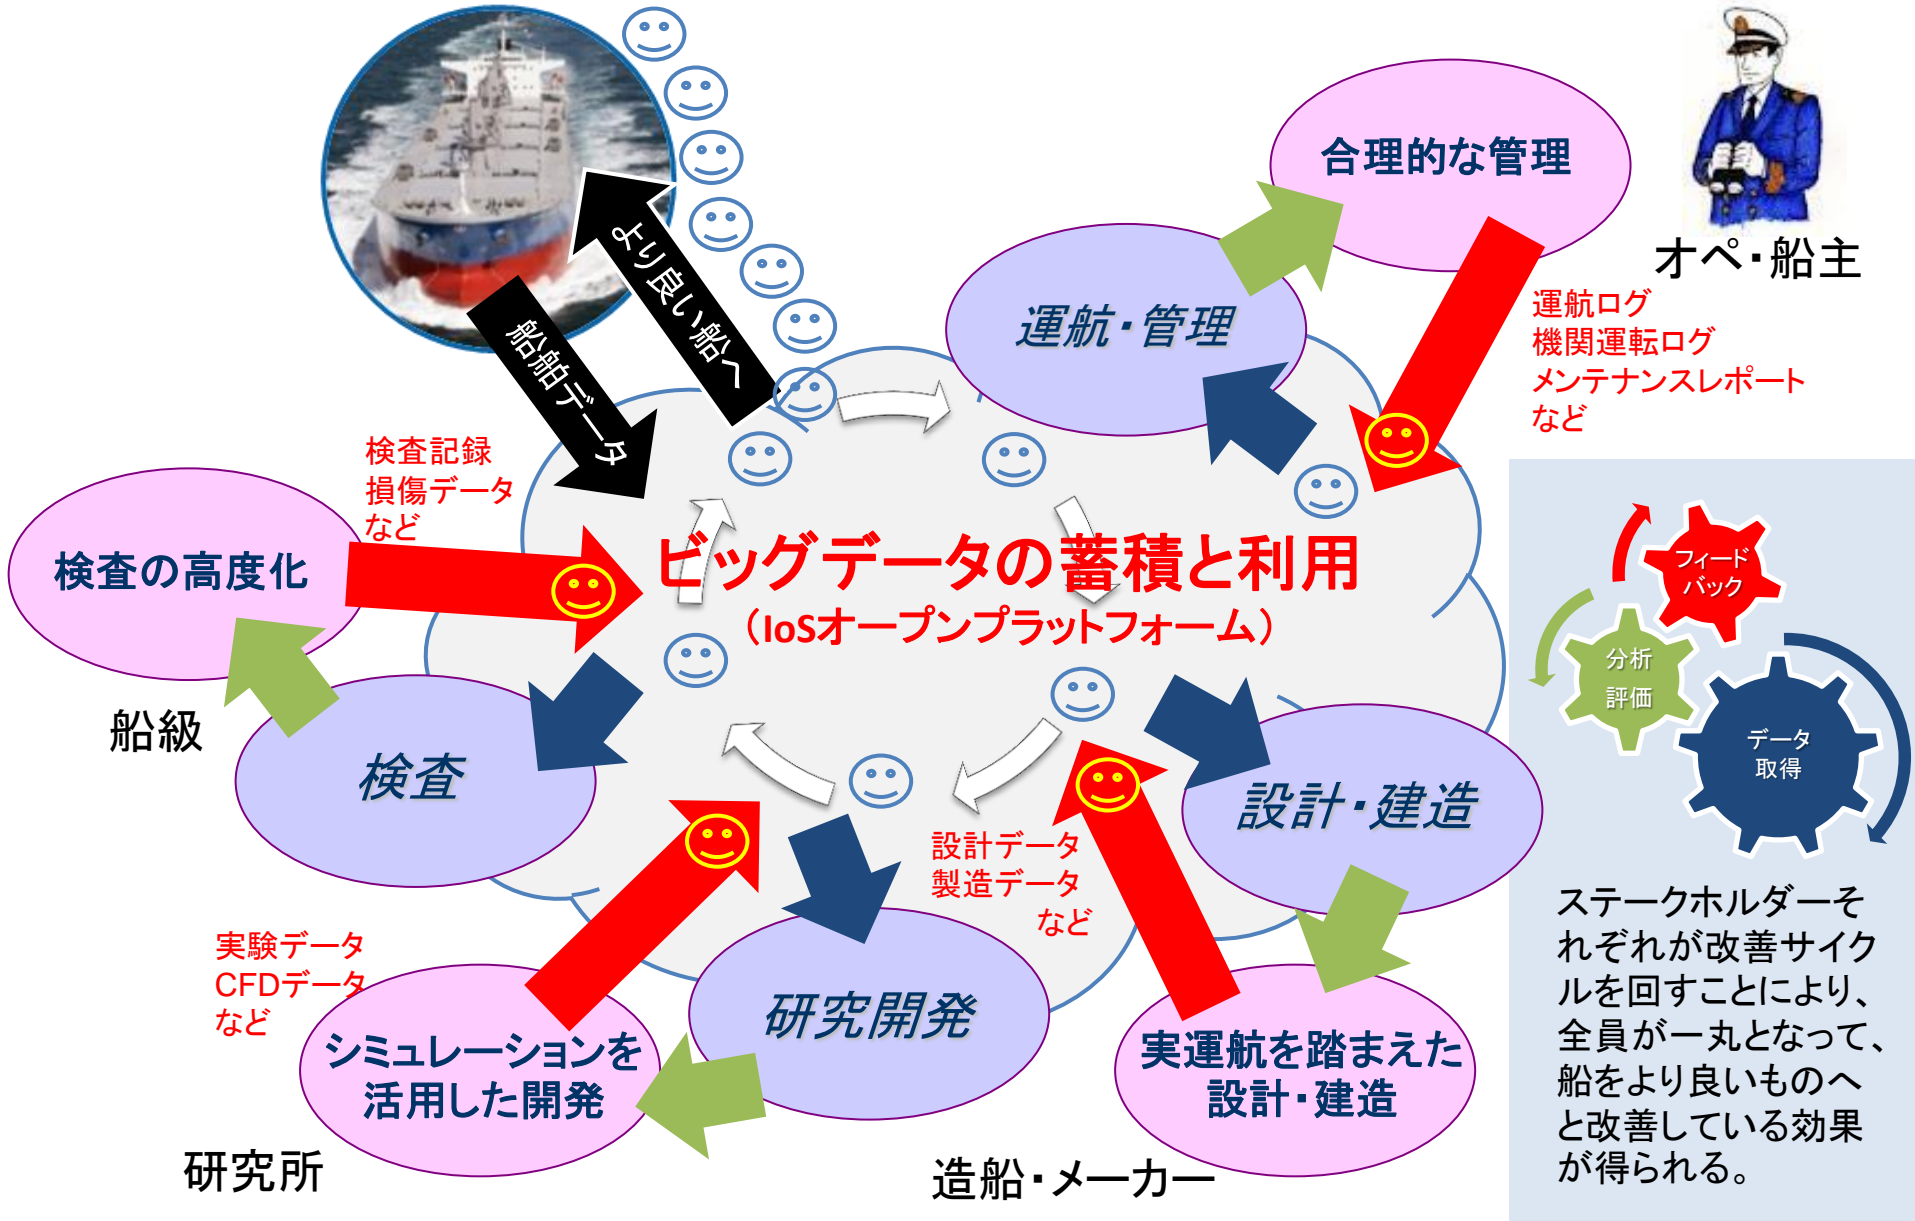 合理的な管理
オペ・船主
運航・管理
運航ログ
機関運転ログ
メンテナンスレポート
など
より良い船へ
船舶データ
検査記録
損傷データ
など
検査の高度化
船級
検査
ビッグデータの蓄積と利用
（IoSオープンプラットフォーム）
設計・建造
設計データ
製造データ
など
実運航を踏まえた
設計・建造
造船・メーカー
研究開発
実験データ
CFDデータ
など
シミュレーションを
活用した開発
研究所
フィード
バック
分析
評価
データ
取得
ステークホルダーそ
れぞれが改善サイク
ルを回すことにより、
全員が一丸となって、
船をより良いものへ
と改善している効果
が得られる。